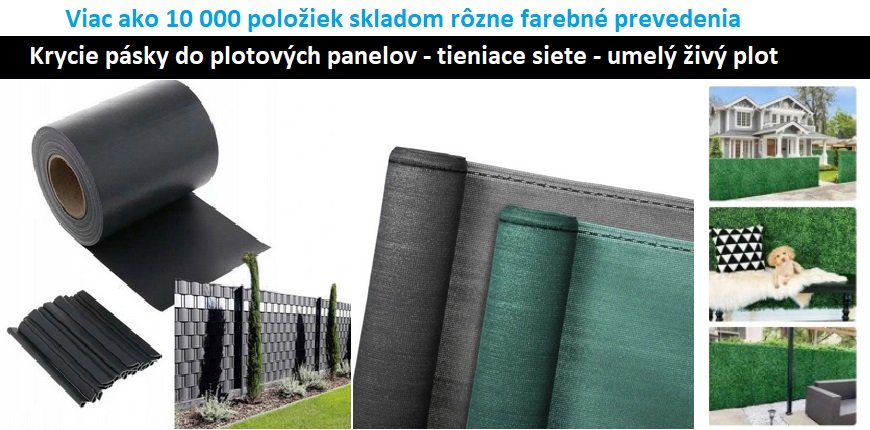 Viac ako 10 000 položiek skladom rôzne farebné prevedenia
Krycie pásky do plotových panelov - tieniace siete - umelý živý plot